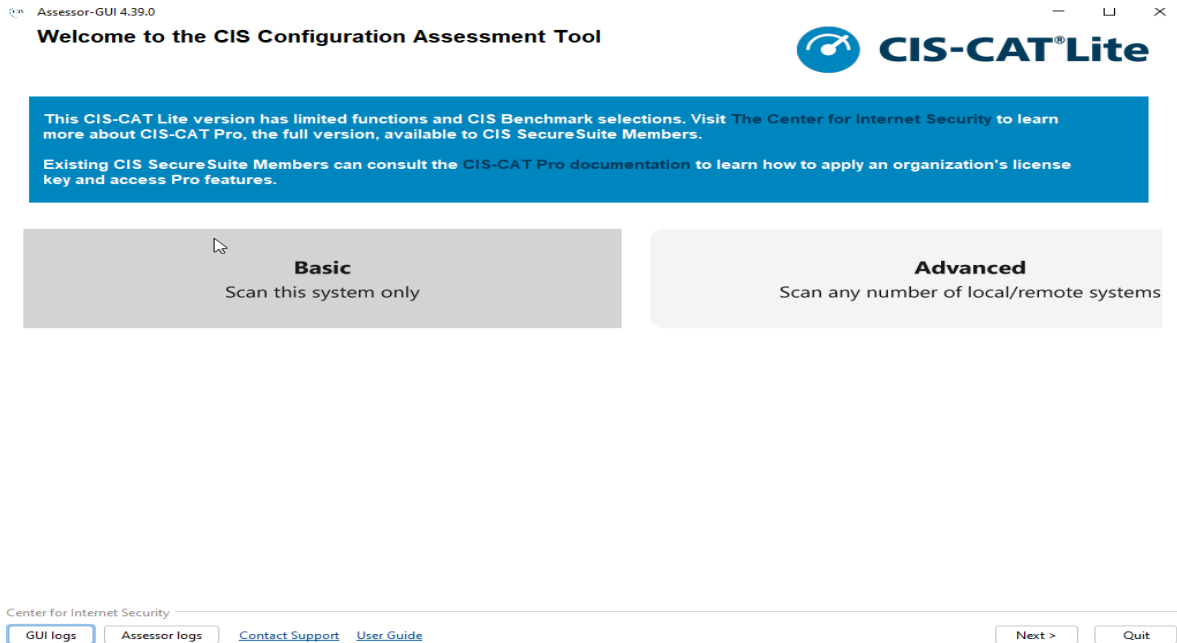 Assessor-GUI 4.39.0
Welcome to the CIS Configuration Assessment Tool
CIS-CAT®Lite
This CIS-CAT Lite version has limited functions and CIS Benchmark selections. Visit The Center for Internet Security to learn
more about CIS-CAT Pro, the full version, available to CIS SecureSuite Members.
Existing CIS SecureSuite Members can consult the CIS-CAT Pro documentation to learn how to apply an organization's license
key and access Pro features.
Basic
Scan this system only
Advanced
Scan any number of local/remote systems
Center for Internet Security
GUI logs
Assessor logs
Contact Support
User Guide
Next >
Quit